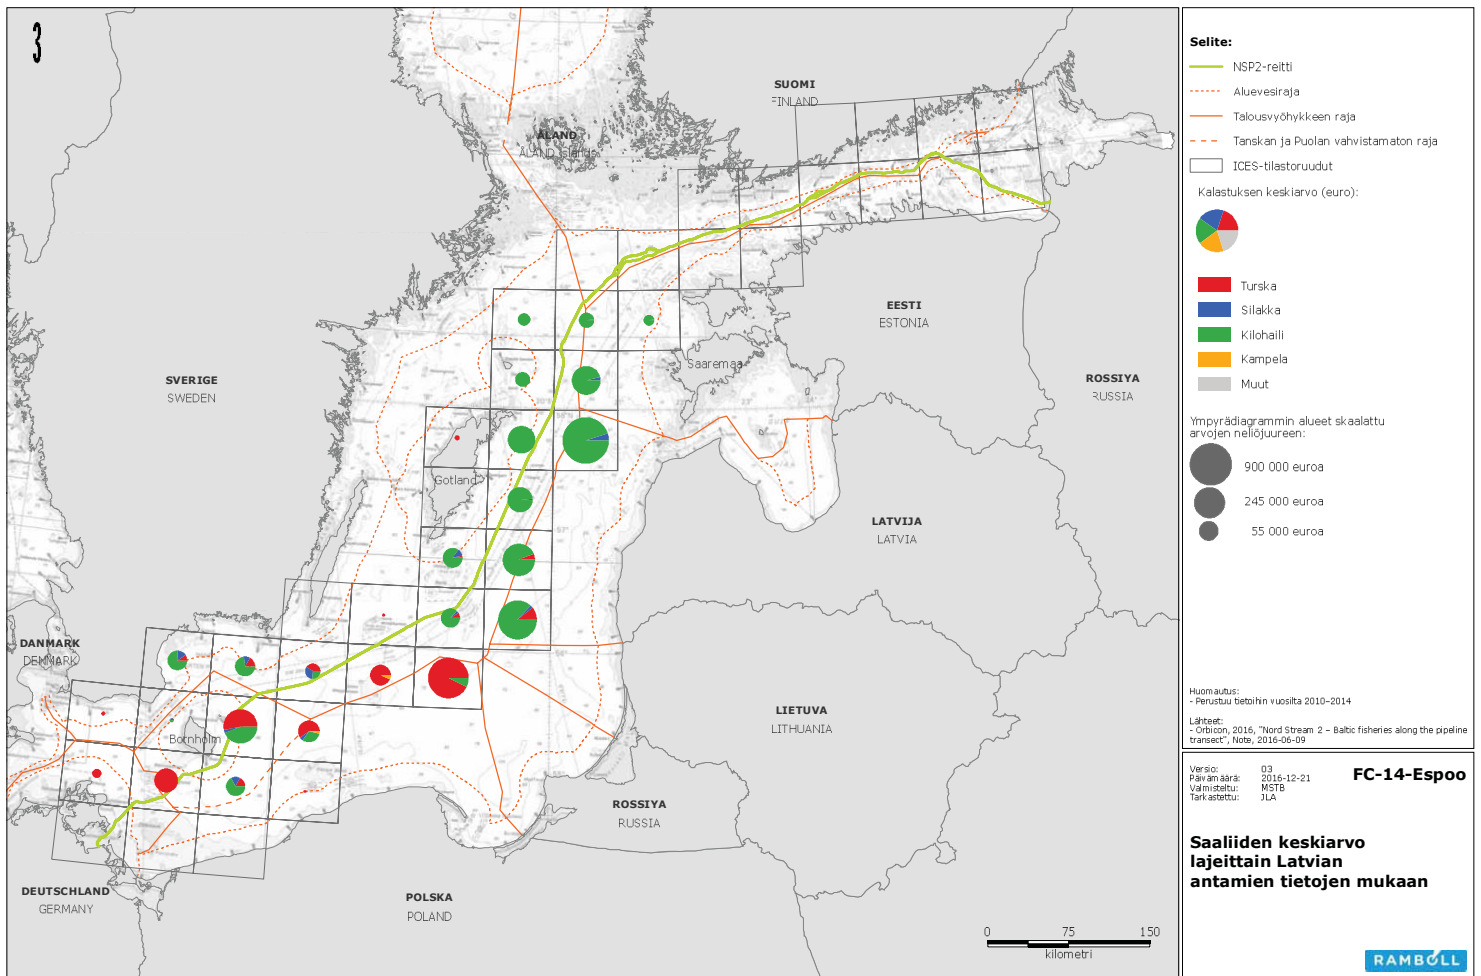 3
SUOMI
FINLAND
ÅLAND
ÅLAND Islands
EESTI
ESTONIA
Saaremaa
ROSSIYA
RUSSIA
SVERIGE
SWEDEN
Gotland
LATVIJA
LATVIA
DANMARK
DENMARK
LIETUVA
LITHUANIA
Bornholm
ROSSIYA
RUSSIA
DEUTSCHLAND
GERMANY
POLSKA
POLAND
0 75 150
kilometri
Selite:
NSP2-reitti
Aluevesiraja
Talousvyöhykkeen raja
Tanskan ja Puolan vahvistamaton raja
ICES-tilastoruudut
Kalastuksen keskiarvo (euro):
Turska
Silakka
Kilohaili
Kampela
Muut
Ympyrädiagrammin alueet skaalattu
arvojen neliöjuureen:
900 000 euroa
245 000 euroa
55 000 euroa
Huomautus:
- Perustuu tietoihin vuosilta 2010-2014
Lähteet:
- Orbicon, 2016, "Nord Stream 2 - Baltic fisheries along the pipeline
transect", Note, 2016-06-09
Versio: 03
Päivämäärä: 2016-12-21
Valmisteltu: MSTB
Tarkastettu: JLA
FC-14-Espoo
Saaliiden keskiarvo
lajeittain Latvian
antamien tietojen mukaan
RAMBOLL